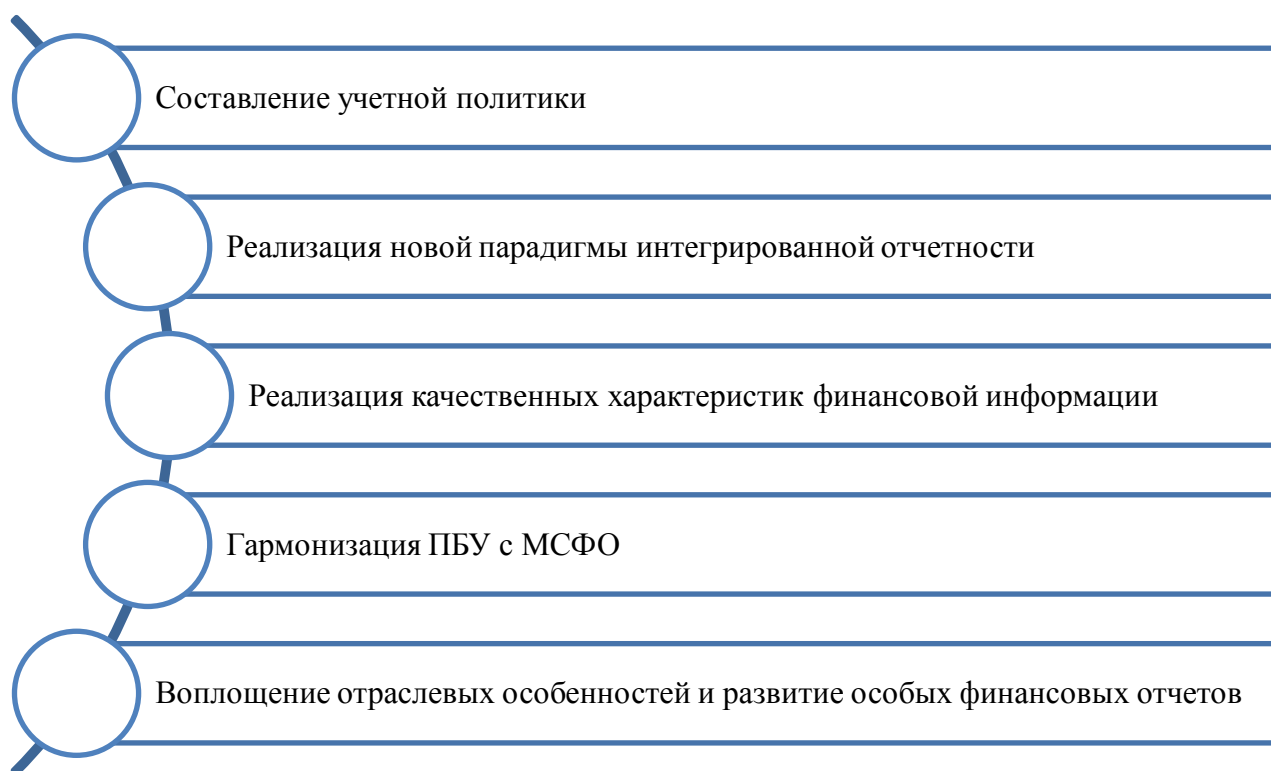 Составление учетной политики
Реализация новой парадигмы интегрированной отчетности
Реализация качественных характеристик финансовой информации
Гармонизация ПБУ с МСФО
Воплощение отраслевых особенностей и развитие особых финансовых отчетов